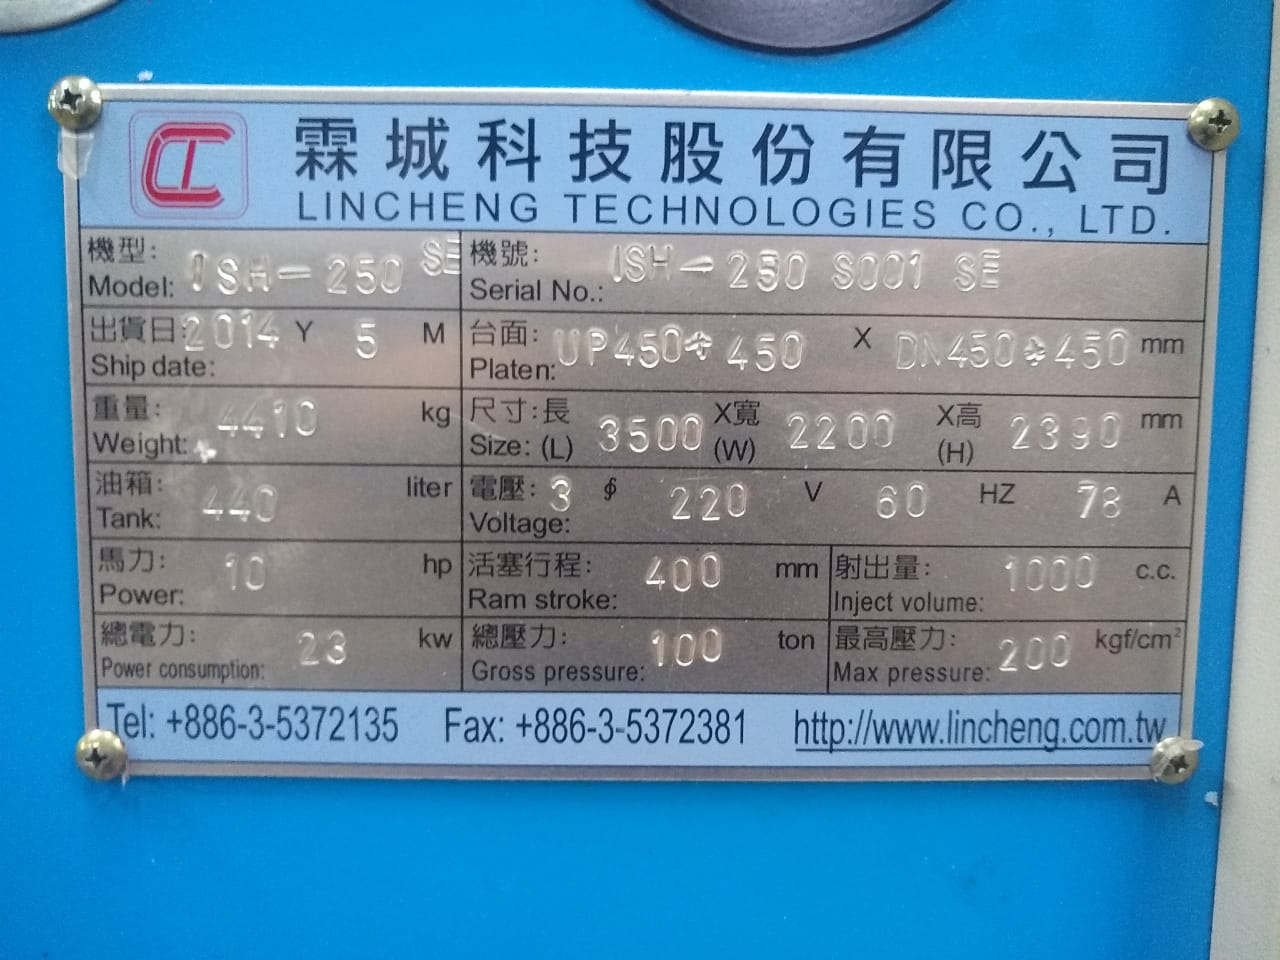 霖城科技股份有限公司
LINCHENG TECHNOLOGIES CO., LTD.
機型: ISH-250 SE
Model:
機號: ISH-250 S001 SE
Serial No.:
出貨日: 2014 Y 5 M
Ship date:
台面: UP450*450 X DN450*450 mm
Platen:
重量: 4410 kg
Weight:
尺寸:長 3500 X寬 2200 X高 2390 mm
Size: (L) (W) (H)
油箱: 440 liter
Tank:
電壓: 3 ∮ 220 V 60 HZ 78 A
Voltage:
馬力: 10 hp
Power:
活塞行程: 400 mm
Ram stroke:
射出量: 1000 c.c.
Inject volume:
總電力: 23 kw
Power consumption:
總壓力: 100 ton
Gross pressure:
最高壓力: 200 kgf/cm²
Max pressure:
Tel: +886-3-5372135 Fax: +886-3-5372381 http://www.lincheng.com.tw